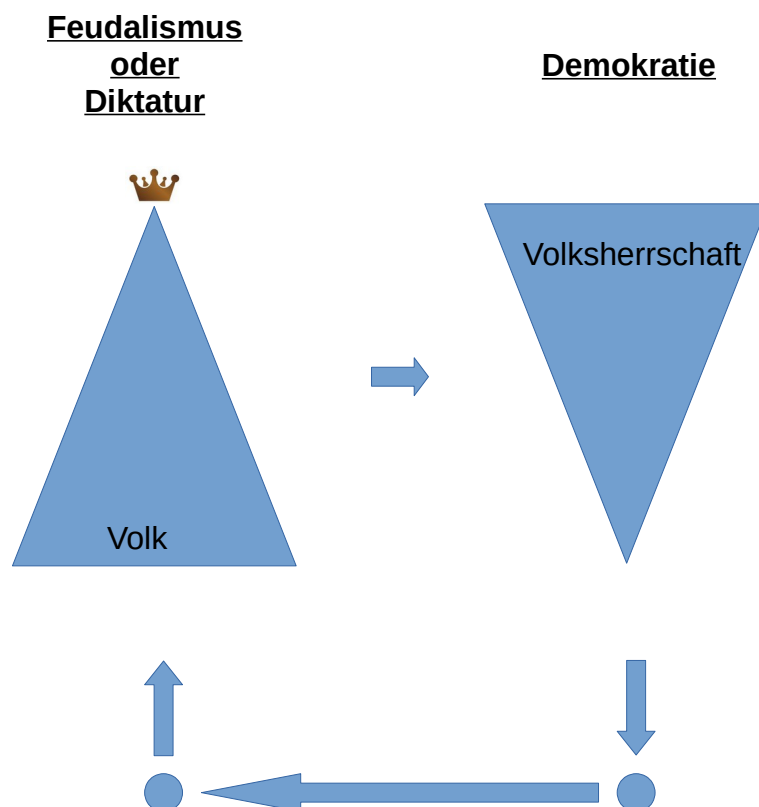 Feudalismus
oder
Diktatur
Demokratie
Volksherrschaft
Volk